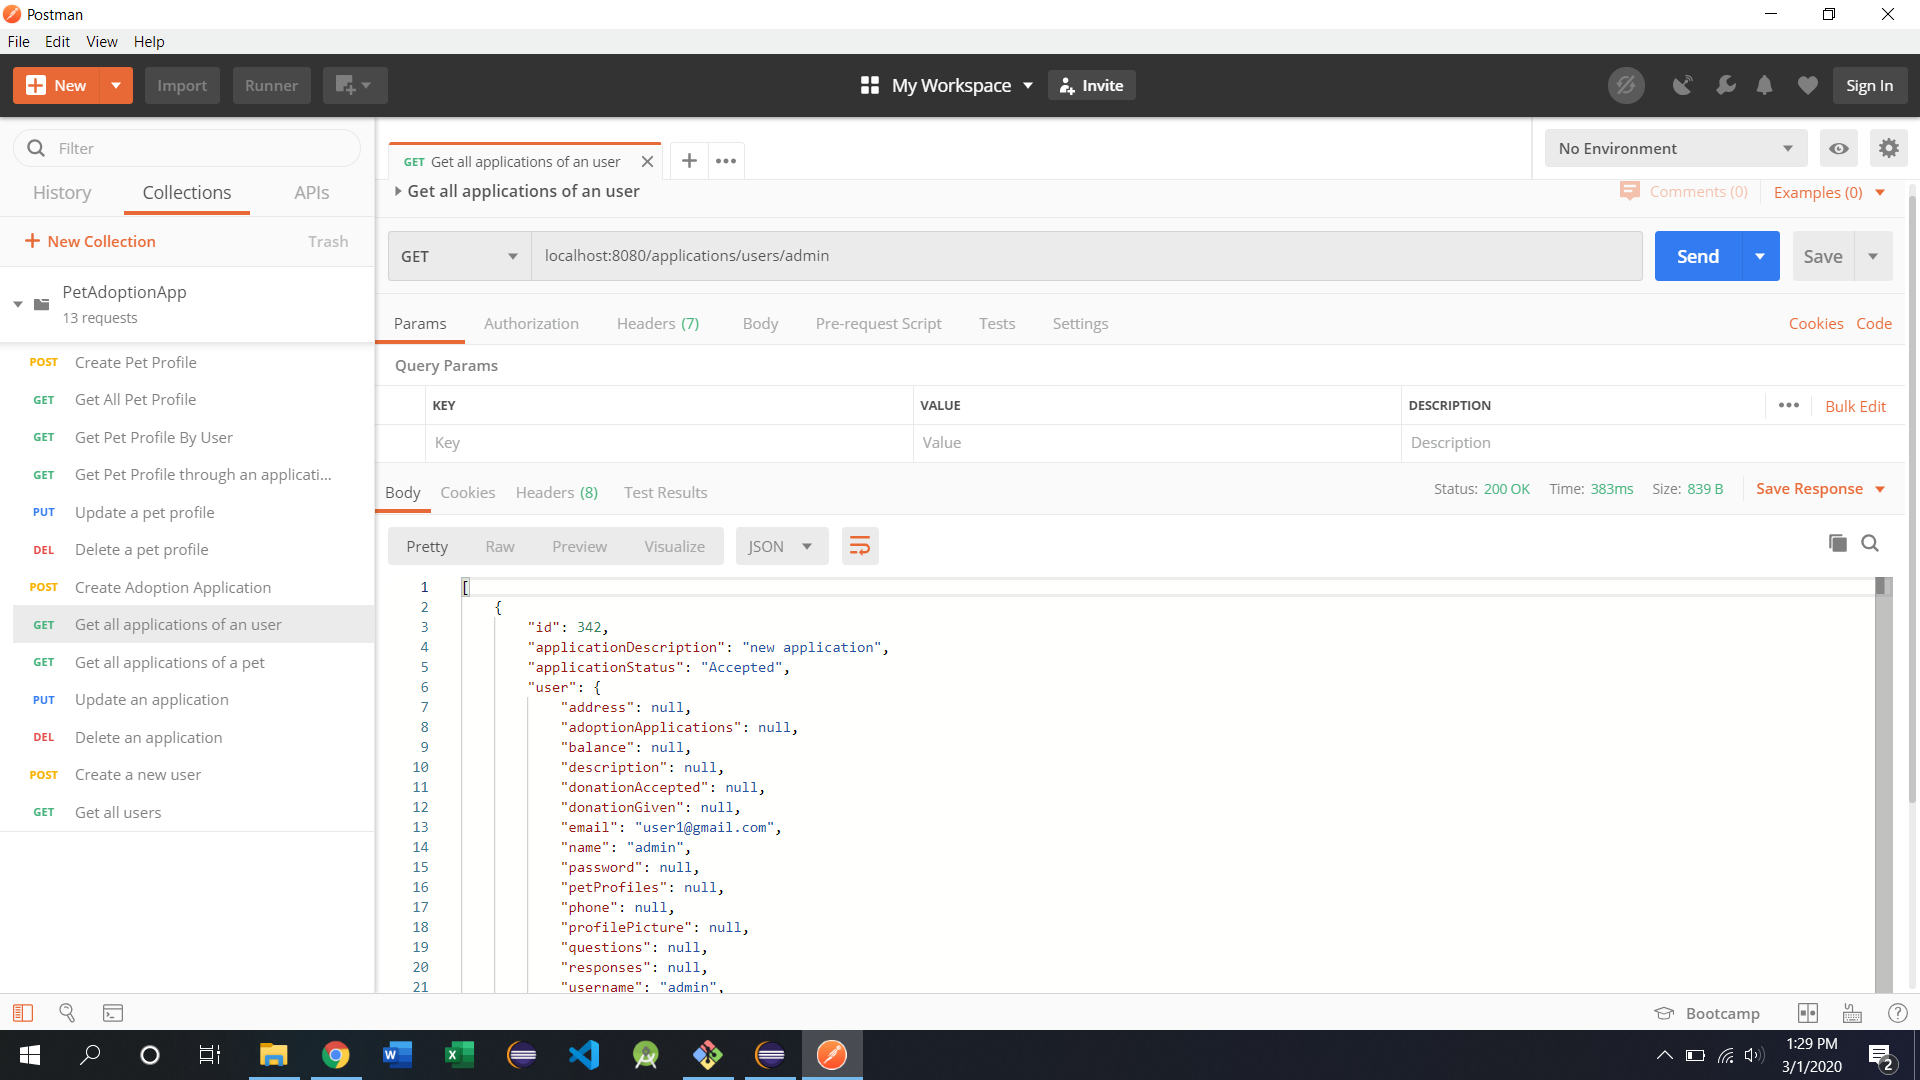 Postman
File Edit View Help
New Import Runner My Workspace Invite Sign In
Filter
History Collections APIs
New Collection Trash
PetAdoptionApp
13 requests
POST Create Pet Profile
GET Get All Pet Profile
GET Get Pet Profile By User
GET Get Pet Profile through an applicati...
PUT Update a pet profile
DEL Delete a pet profile
POST Create Adoption Application
GET Get all applications of an user
GET Get all applications of a pet
PUT Update an application
DEL Delete an application
POST Create a new user
GET Get all users
GET Get all applications of an user
No Environment
Get all applications of an user
Comments (0) Examples (0)
GET localhost:8080/applications/users/admin Send Save
Params Authorization Headers (7) Body Pre-request Script Tests Settings Cookies Code
Query Params
KEY VALUE DESCRIPTION Bulk Edit
Key Value Description
Body Cookies Headers (8) Test Results Status: 200 OK Time: 383ms Size: 839 B Save Response
Pretty Raw Preview Visualize JSON
1 [
2 {
3 "id": 342,
4 "applicationDescription": "new application",
5 "applicationStatus": "Accepted",
6 "user": {
7 "address": null,
8 "adoptionApplications": null,
9 "balance": null,
10 "description": null,
11 "donationAccepted": null,
12 "donationGiven": null,
13 "email": "user1@gmail.com",
14 "name": "admin",
15 "password": null,
16 "petProfiles": null,
17 "phone": null,
18 "profilePicture": null,
19 "questions": null,
20 "responses": null,
21 "username": "admin",
Bootcamp
1:29 PM
3/1/2020
2